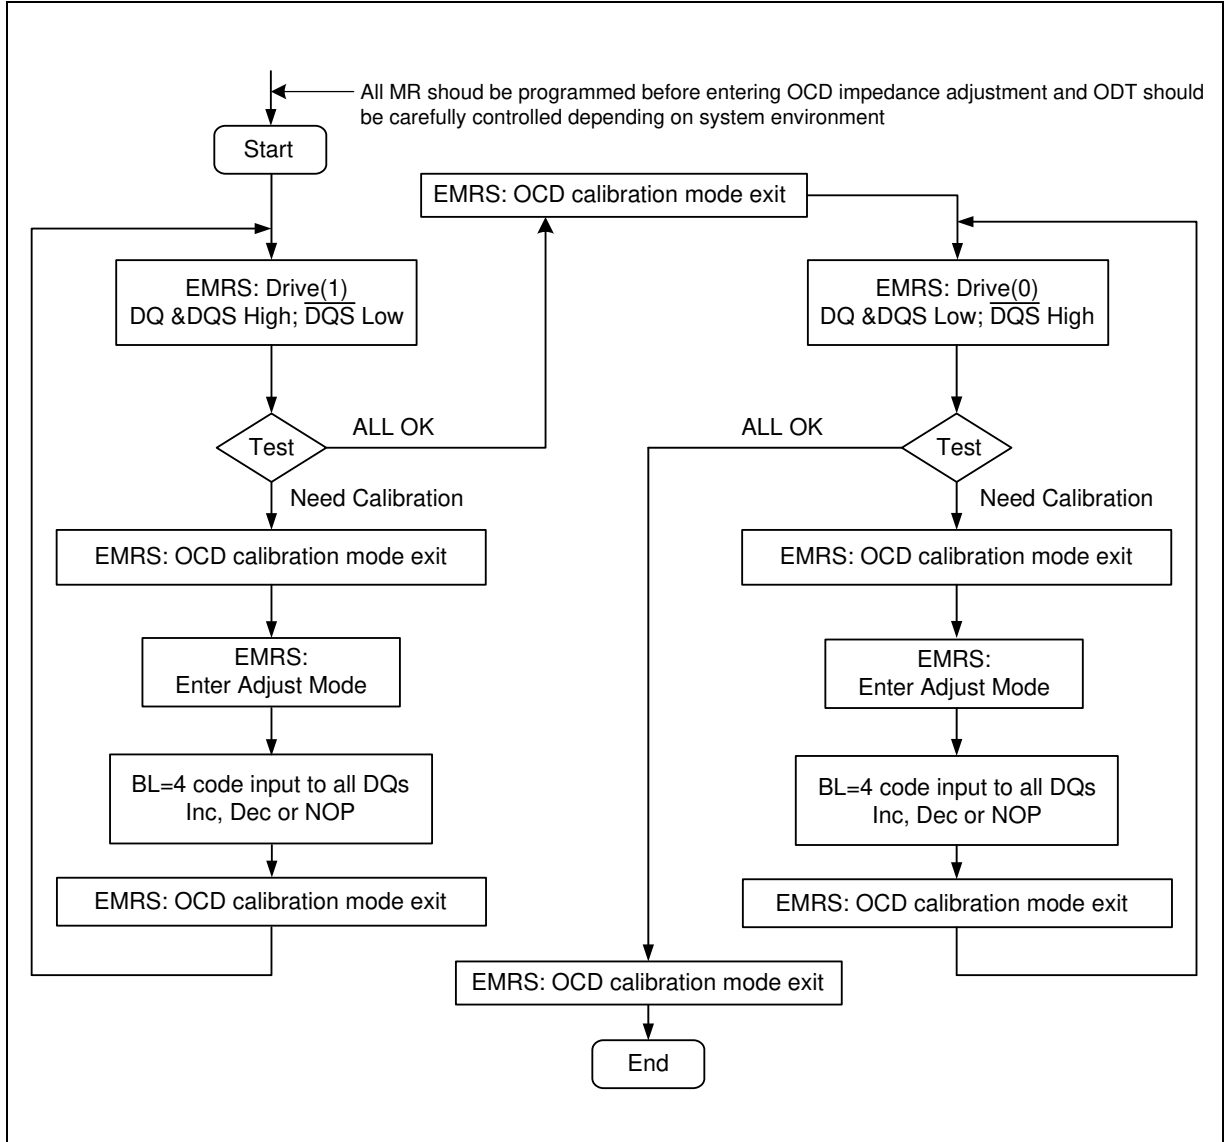 All MR shoud be programmed before entering OCD impedance adjustment and ODT should
be carefully controlled depending on system environment
Start
EMRS: OCD calibration mode exit
EMRS: Drive(1)
DQ &DQS High; D̅Q̅S̅ Low
Test
ALL OK
Need Calibration
EMRS: OCD calibration mode exit
EMRS:
Enter Adjust Mode
BL=4 code input to all DQs
Inc, Dec or NOP
EMRS: OCD calibration mode exit
EMRS: Drive(0)
DQ &DQS Low; D̅Q̅S̅ High
Test
ALL OK
Need Calibration
EMRS: OCD calibration mode exit
EMRS:
Enter Adjust Mode
BL=4 code input to all DQs
Inc, Dec or NOP
EMRS: OCD calibration mode exit
EMRS: OCD calibration mode exit
End